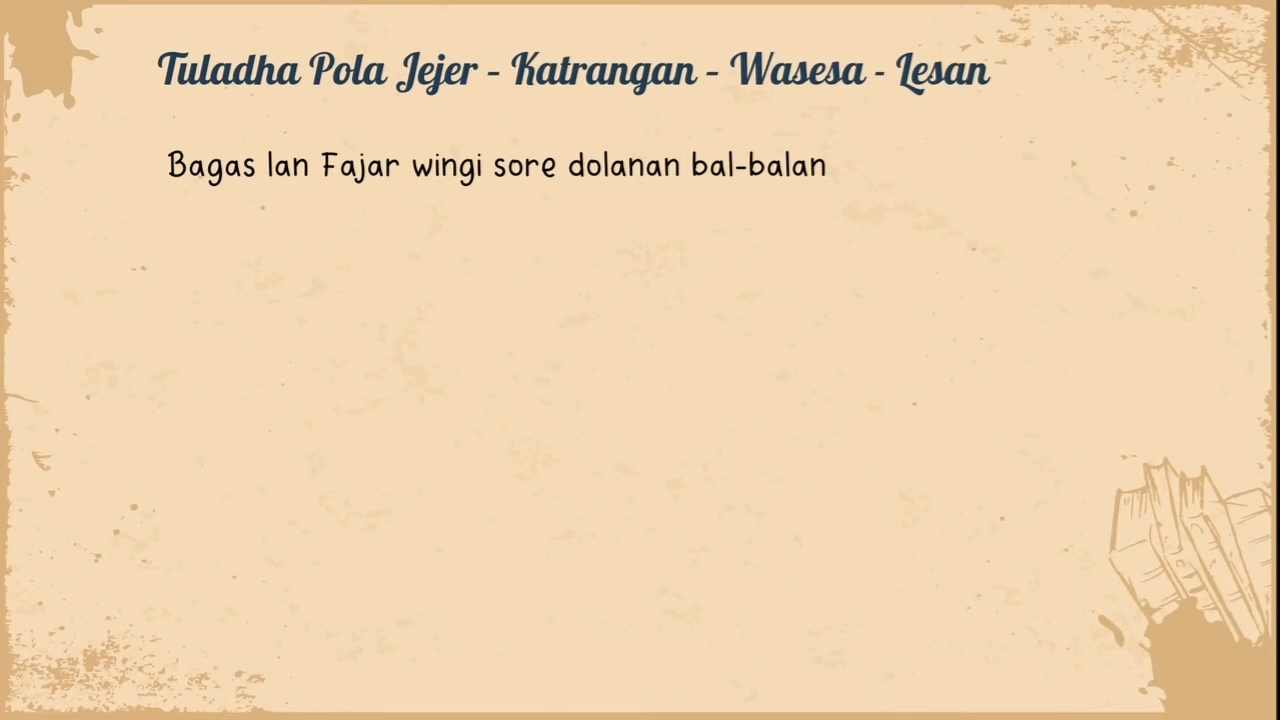 Tuladha Pola Jejer - Katrangan - Wasesa - Lesan
Bagas lan Fajar wingi sore dolanan bal-balan